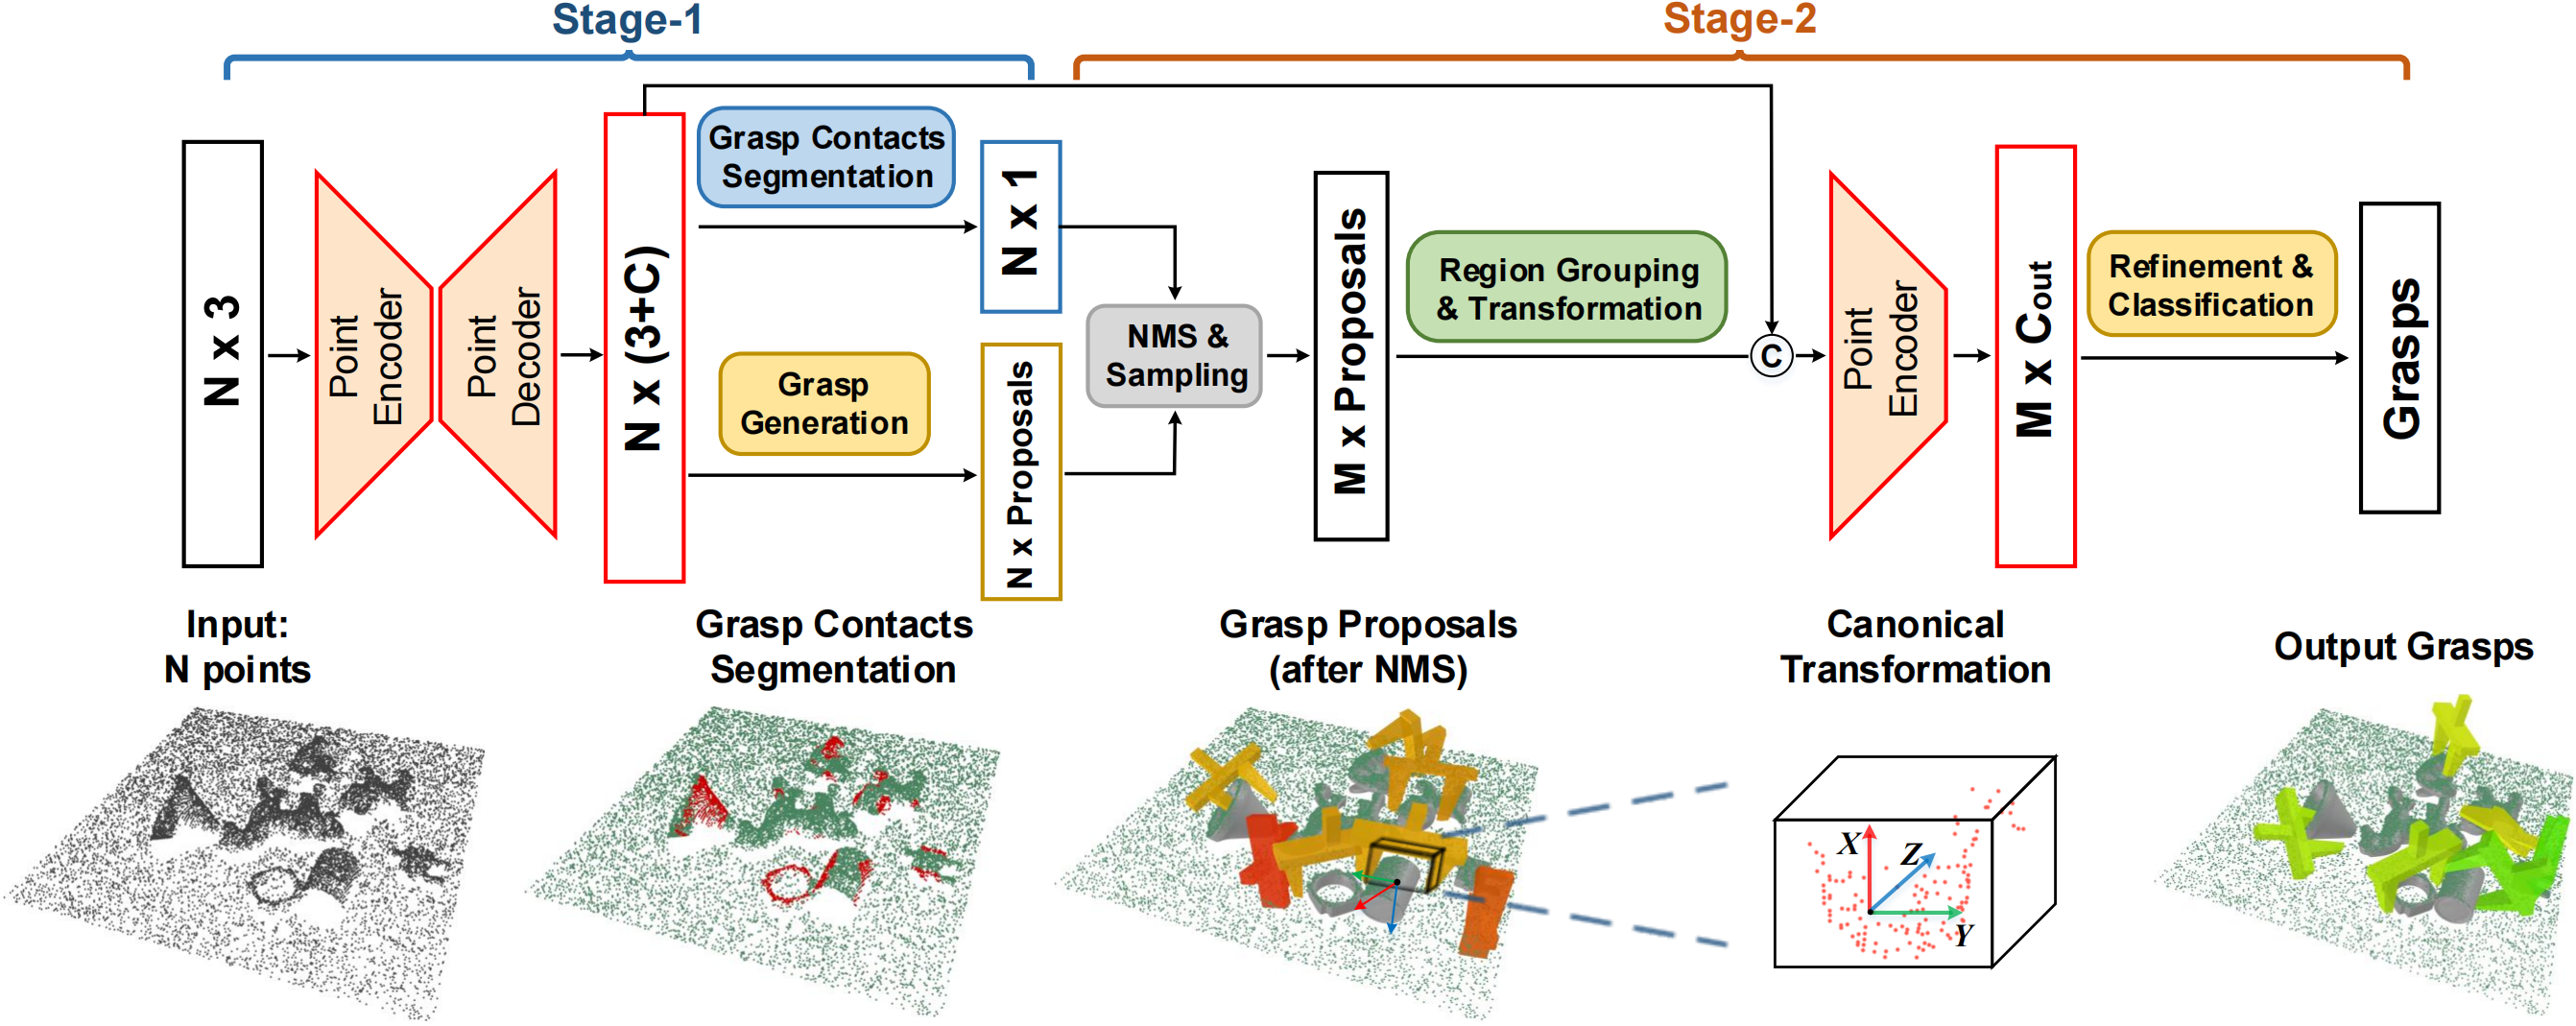 Stage-1
Stage-2
N x 3
Point
Encoder
Point
Decoder
N x (3+C)
Grasp Contacts
Segmentation
Grasp
Generation
N x 1
N x Proposals
NMS &
Sampling
M x Proposals
Region Grouping
& Transformation
C
Point
Encoder
M x Cout
Refinement &
Classification
Grasps
Input:
N points
Grasp Contacts
Segmentation
Grasp Proposals
(after NMS)
Canonical
Transformation
Output Grasps
X
Z
Y